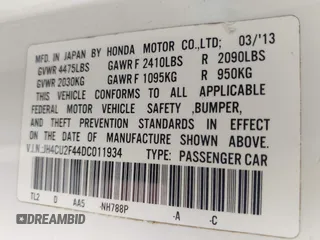 MFD. IN JAPAN BY HONDA MOTOR CO.,LTD; 03/'13
GVWR 4475LBS GAWR F 2410LBS R 2090LBS
GVWR 2030KG GAWR F 1095KG R 950KG
THIS VEHICLE CONFORMS TO ALL APPLICABLE
FEDERAL MOTOR VEHICLE SAFETY ,BUMPER,
AND THEFT PREVENTION STANDARDS IN EFFECT
ON THE DATE OF MANUFACTURE SHOWN ABOVE.
V.I.N.:JH4CU2F44DC011934 TYPE: PASSENGER CAR
TL2 0 AA5 -NH788P -A -C
DREAMBID